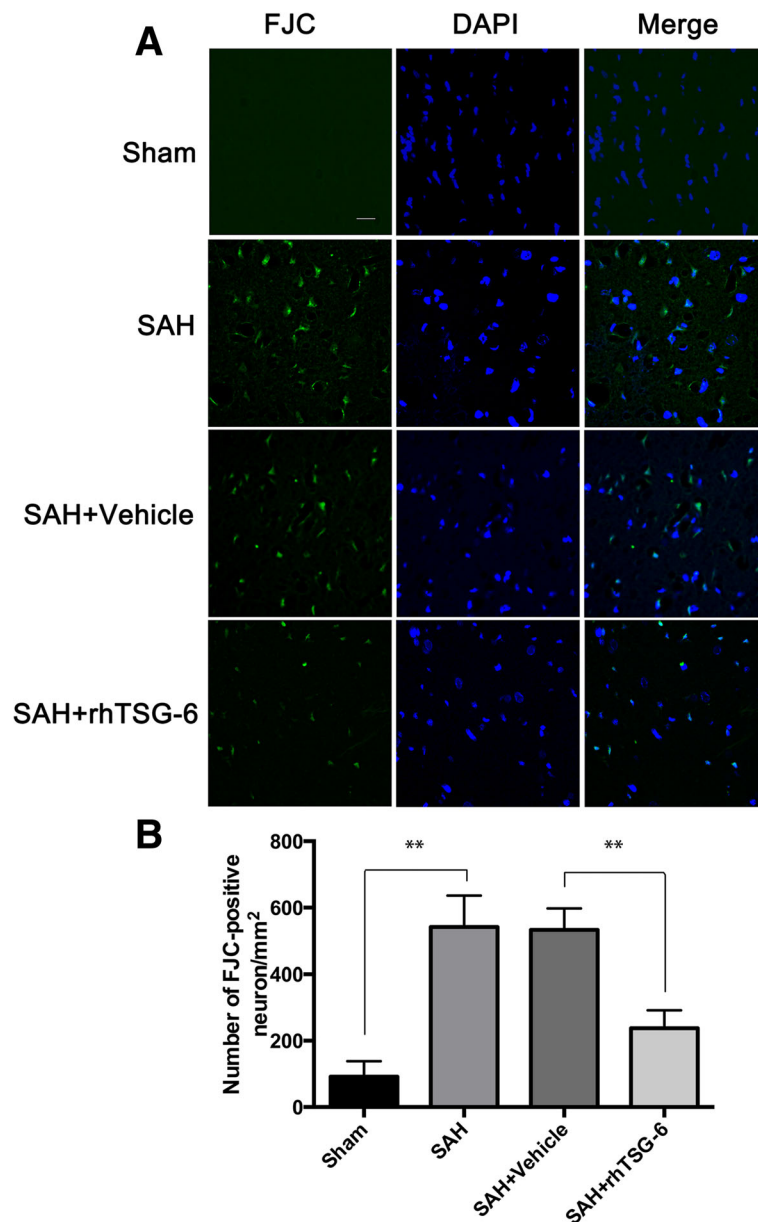 A
FJC DAPI Merge
Sham
SAH
SAH+Vehicle
SAH+rhTSG-6
B
Number of FJC-positive
neuron/mm²
800
600
400
200
0
** **
Sham SAH SAH+Vehicle SAH+rhTSG-6